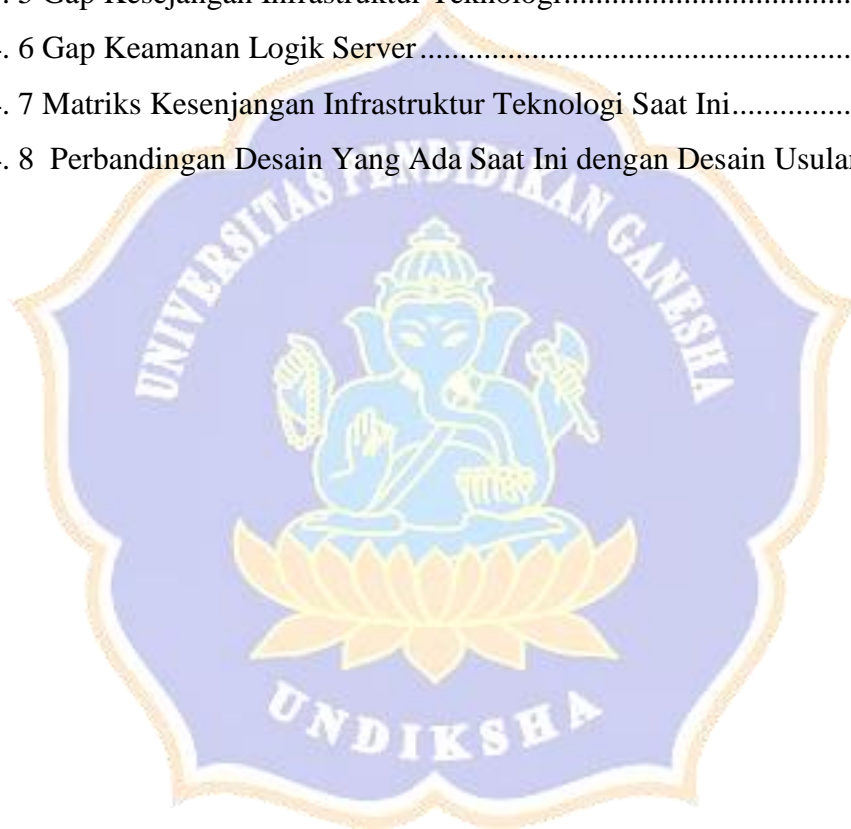 . 5 Gap Kesejangan Infrastruktur Teknologi
. 6 Gap Keamanan Logik Server
. 7 Matriks Kesenjangan Infrastruktur Teknologi Saat Ini
. 8 Perbandingan Desain Yang Ada Saat Ini dengan Desain Usulan
UNIVERSITAS PENDIDIKAN GANESHA
UNDIKSHA